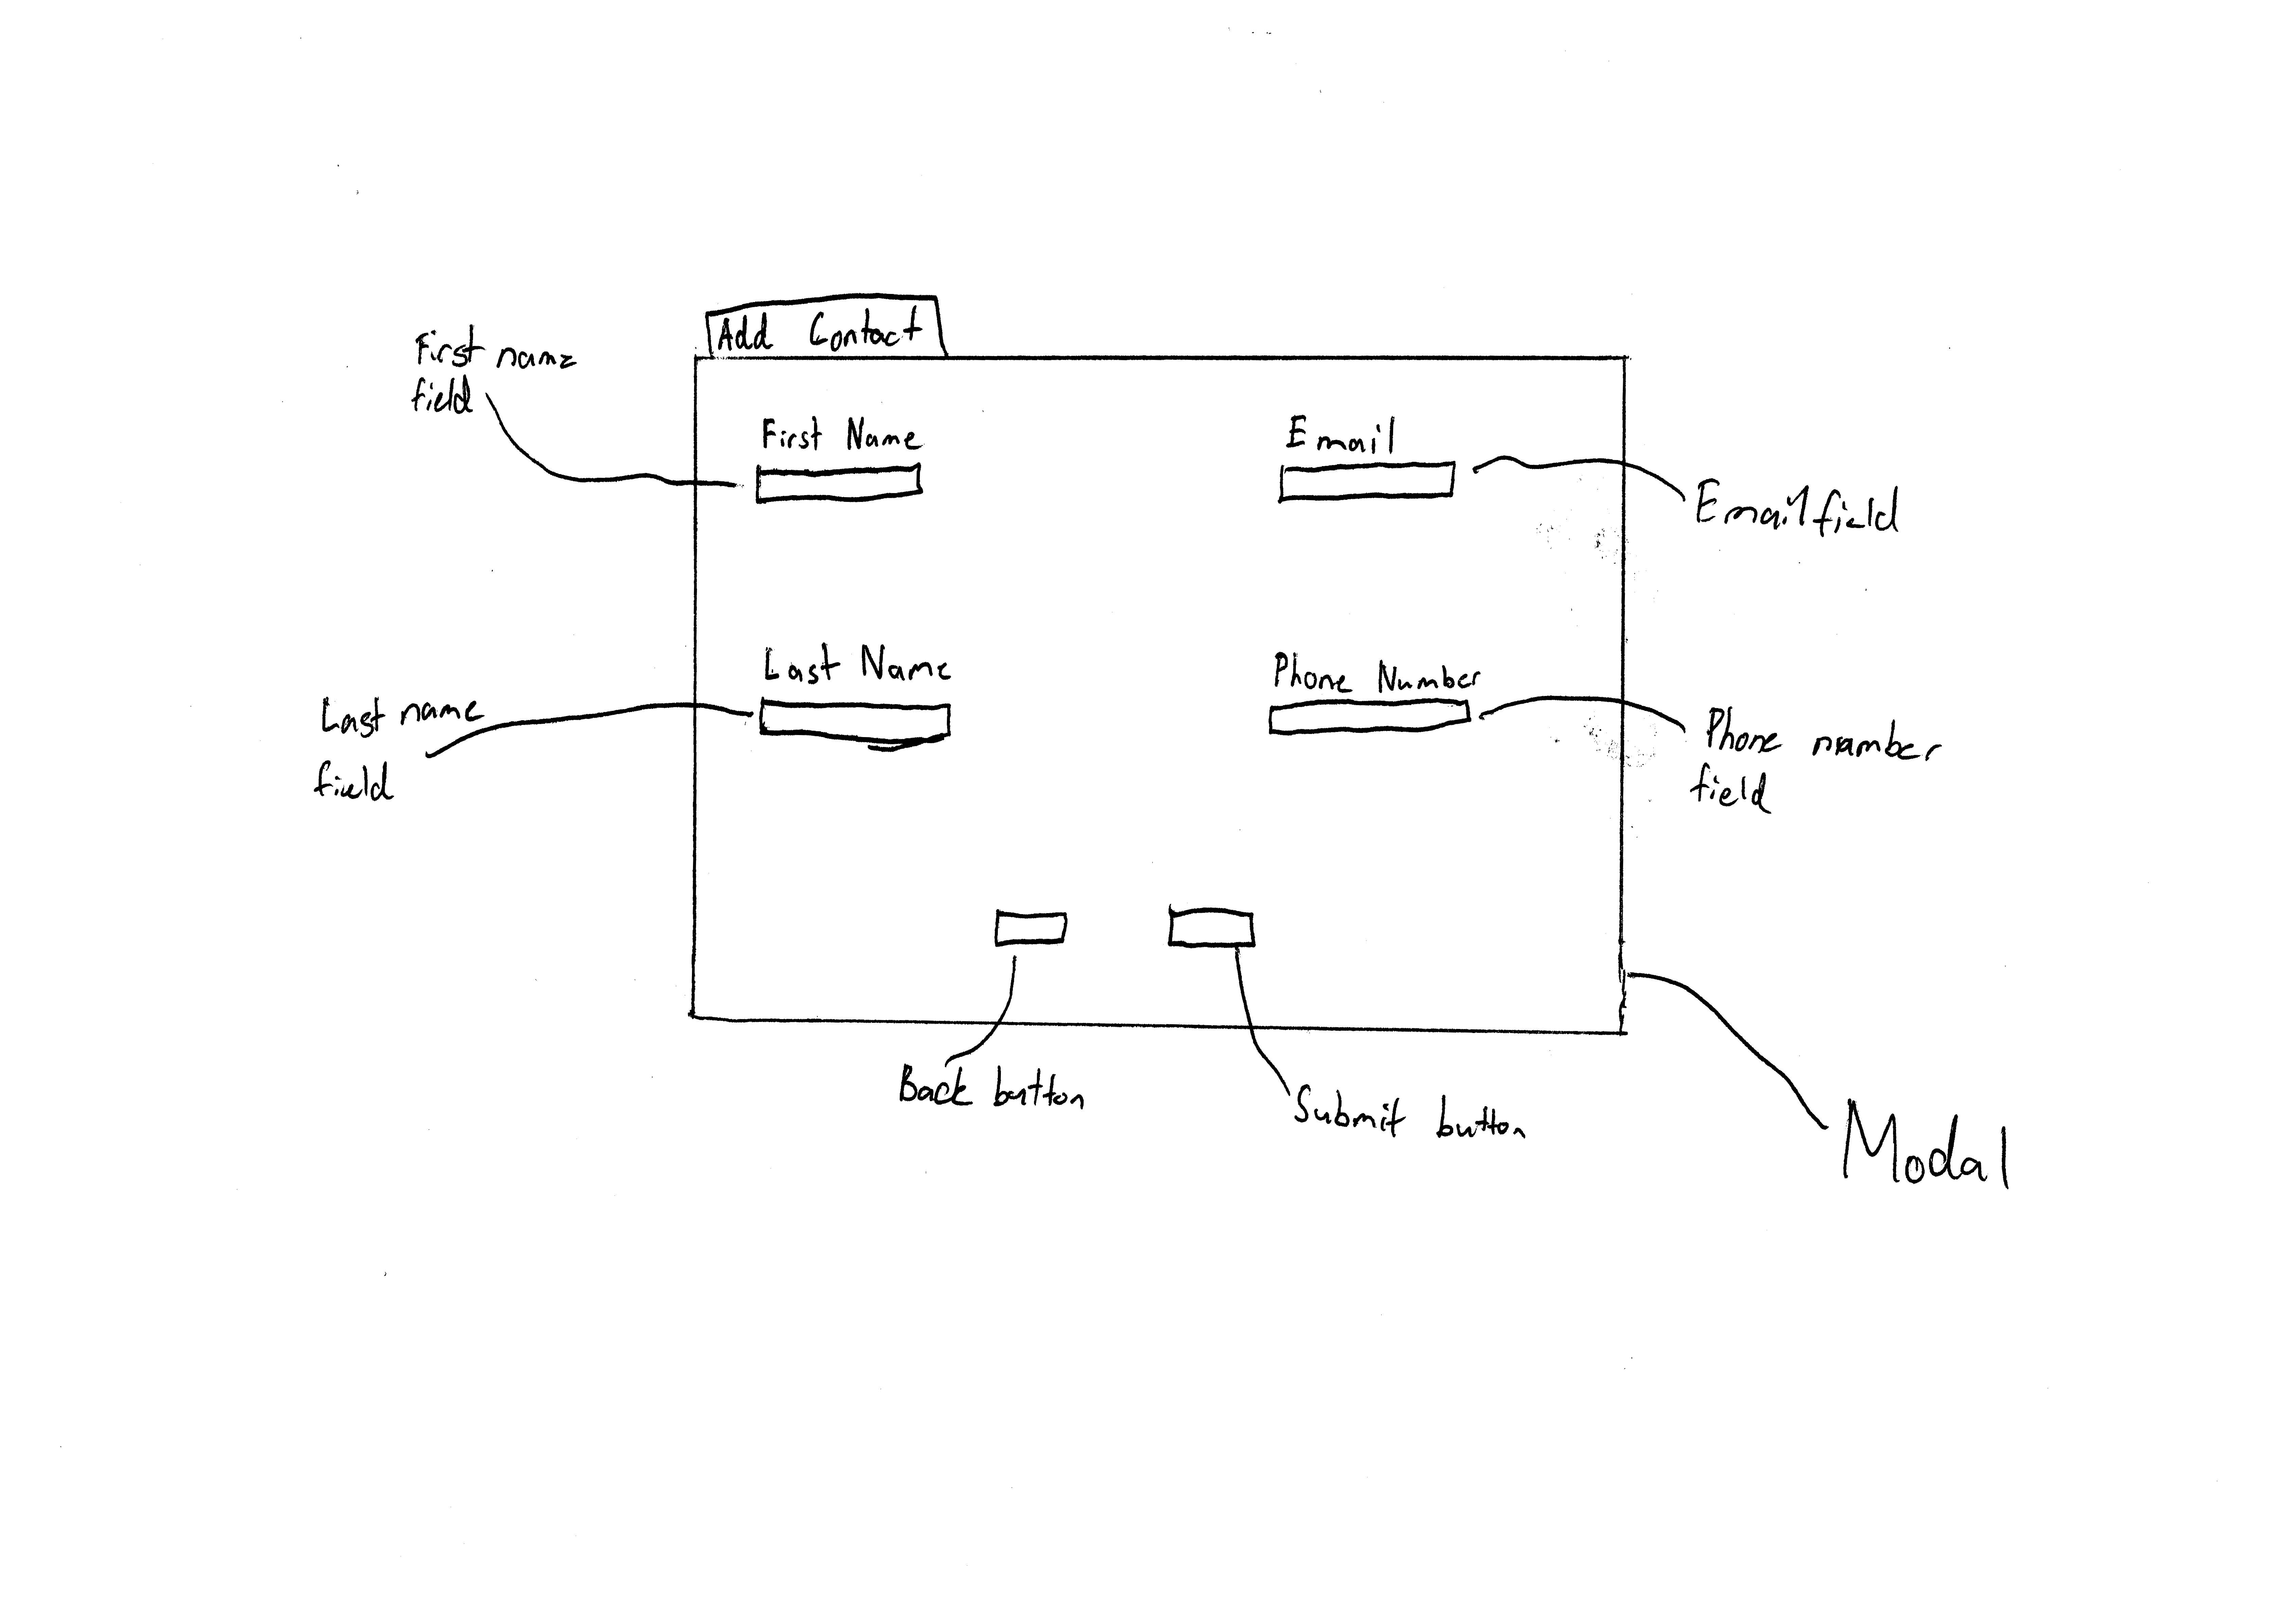 Add Contact
First name
field
First Name
Email
Email field
Last Name
Phone Number
Last name
field
Phone number
field
Back button
Submit button
Modal